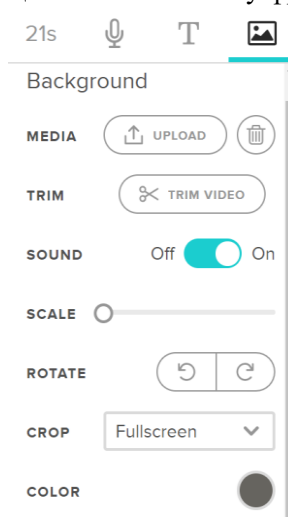 21s T
Background
MEDIA UPLOAD
TRIM TRIM VIDEO
SOUND Off On
SCALE
ROTATE
CROP Fullscreen
COLOR